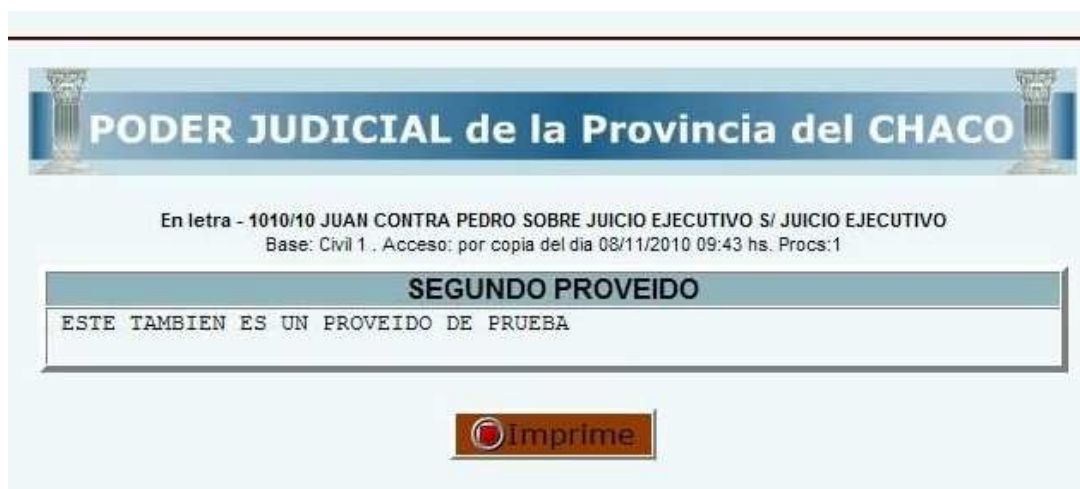 PODER JUDICIAL de la Provincia del CHACO
En letra - 1010/10 JUAN CONTRA PEDRO SOBRE JUICIO EJECUTIVO S/ JUICIO EJECUTIVO
Base: Civil 1 . Acceso: por copia del dia 08/11/2010 09:43 hs. Procs:1
SEGUNDO PROVEIDO
ESTE TAMBIEN ES UN PROVEIDO DE PRUEBA
Imprime